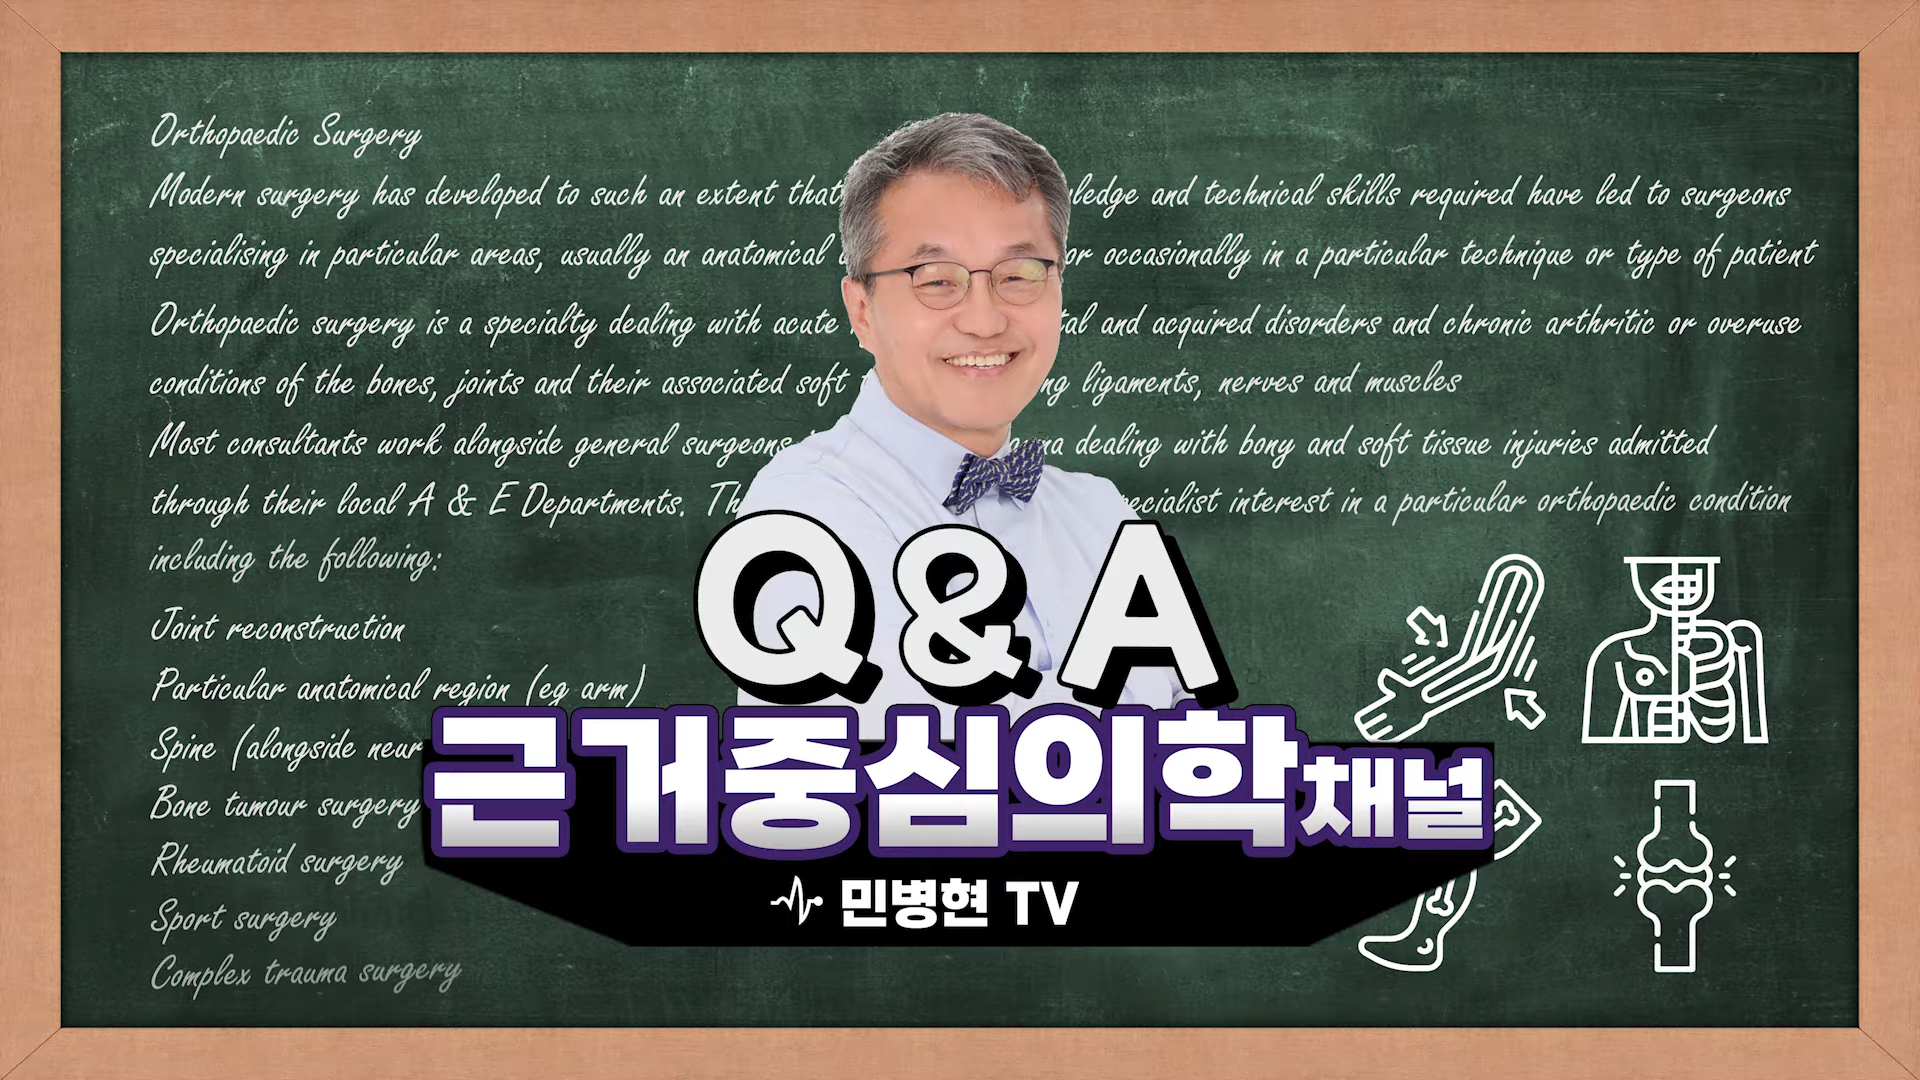 Orthopaedic Surgery
Modern surgery has developed to such an extent that ledge and technical skills required have led to surgeons
specialising in particular areas, usually an anatomical or occasionally in a particular technique or type of patient
Orthopaedic surgery is a specialty dealing with acute tal and acquired disorders and chronic arthritic or overuse
conditions of the bones, joints and their associated soft ng ligaments, nerves and muscles
Most consultants work alongside general surgeons dealing with bony and soft tissue injuries admitted
through their local A & E Departments. Th pecialist interest in a particular orthopaedic condition
including the following:
Joint reconstruction
Particular anatomical region (eg arm)
Spine (alongside neur
Bone tumour surgery
Rheumatoid surgery
Sport surgery
Complex trauma surgery
Q & A
근거중심의학채널
민병현 TV